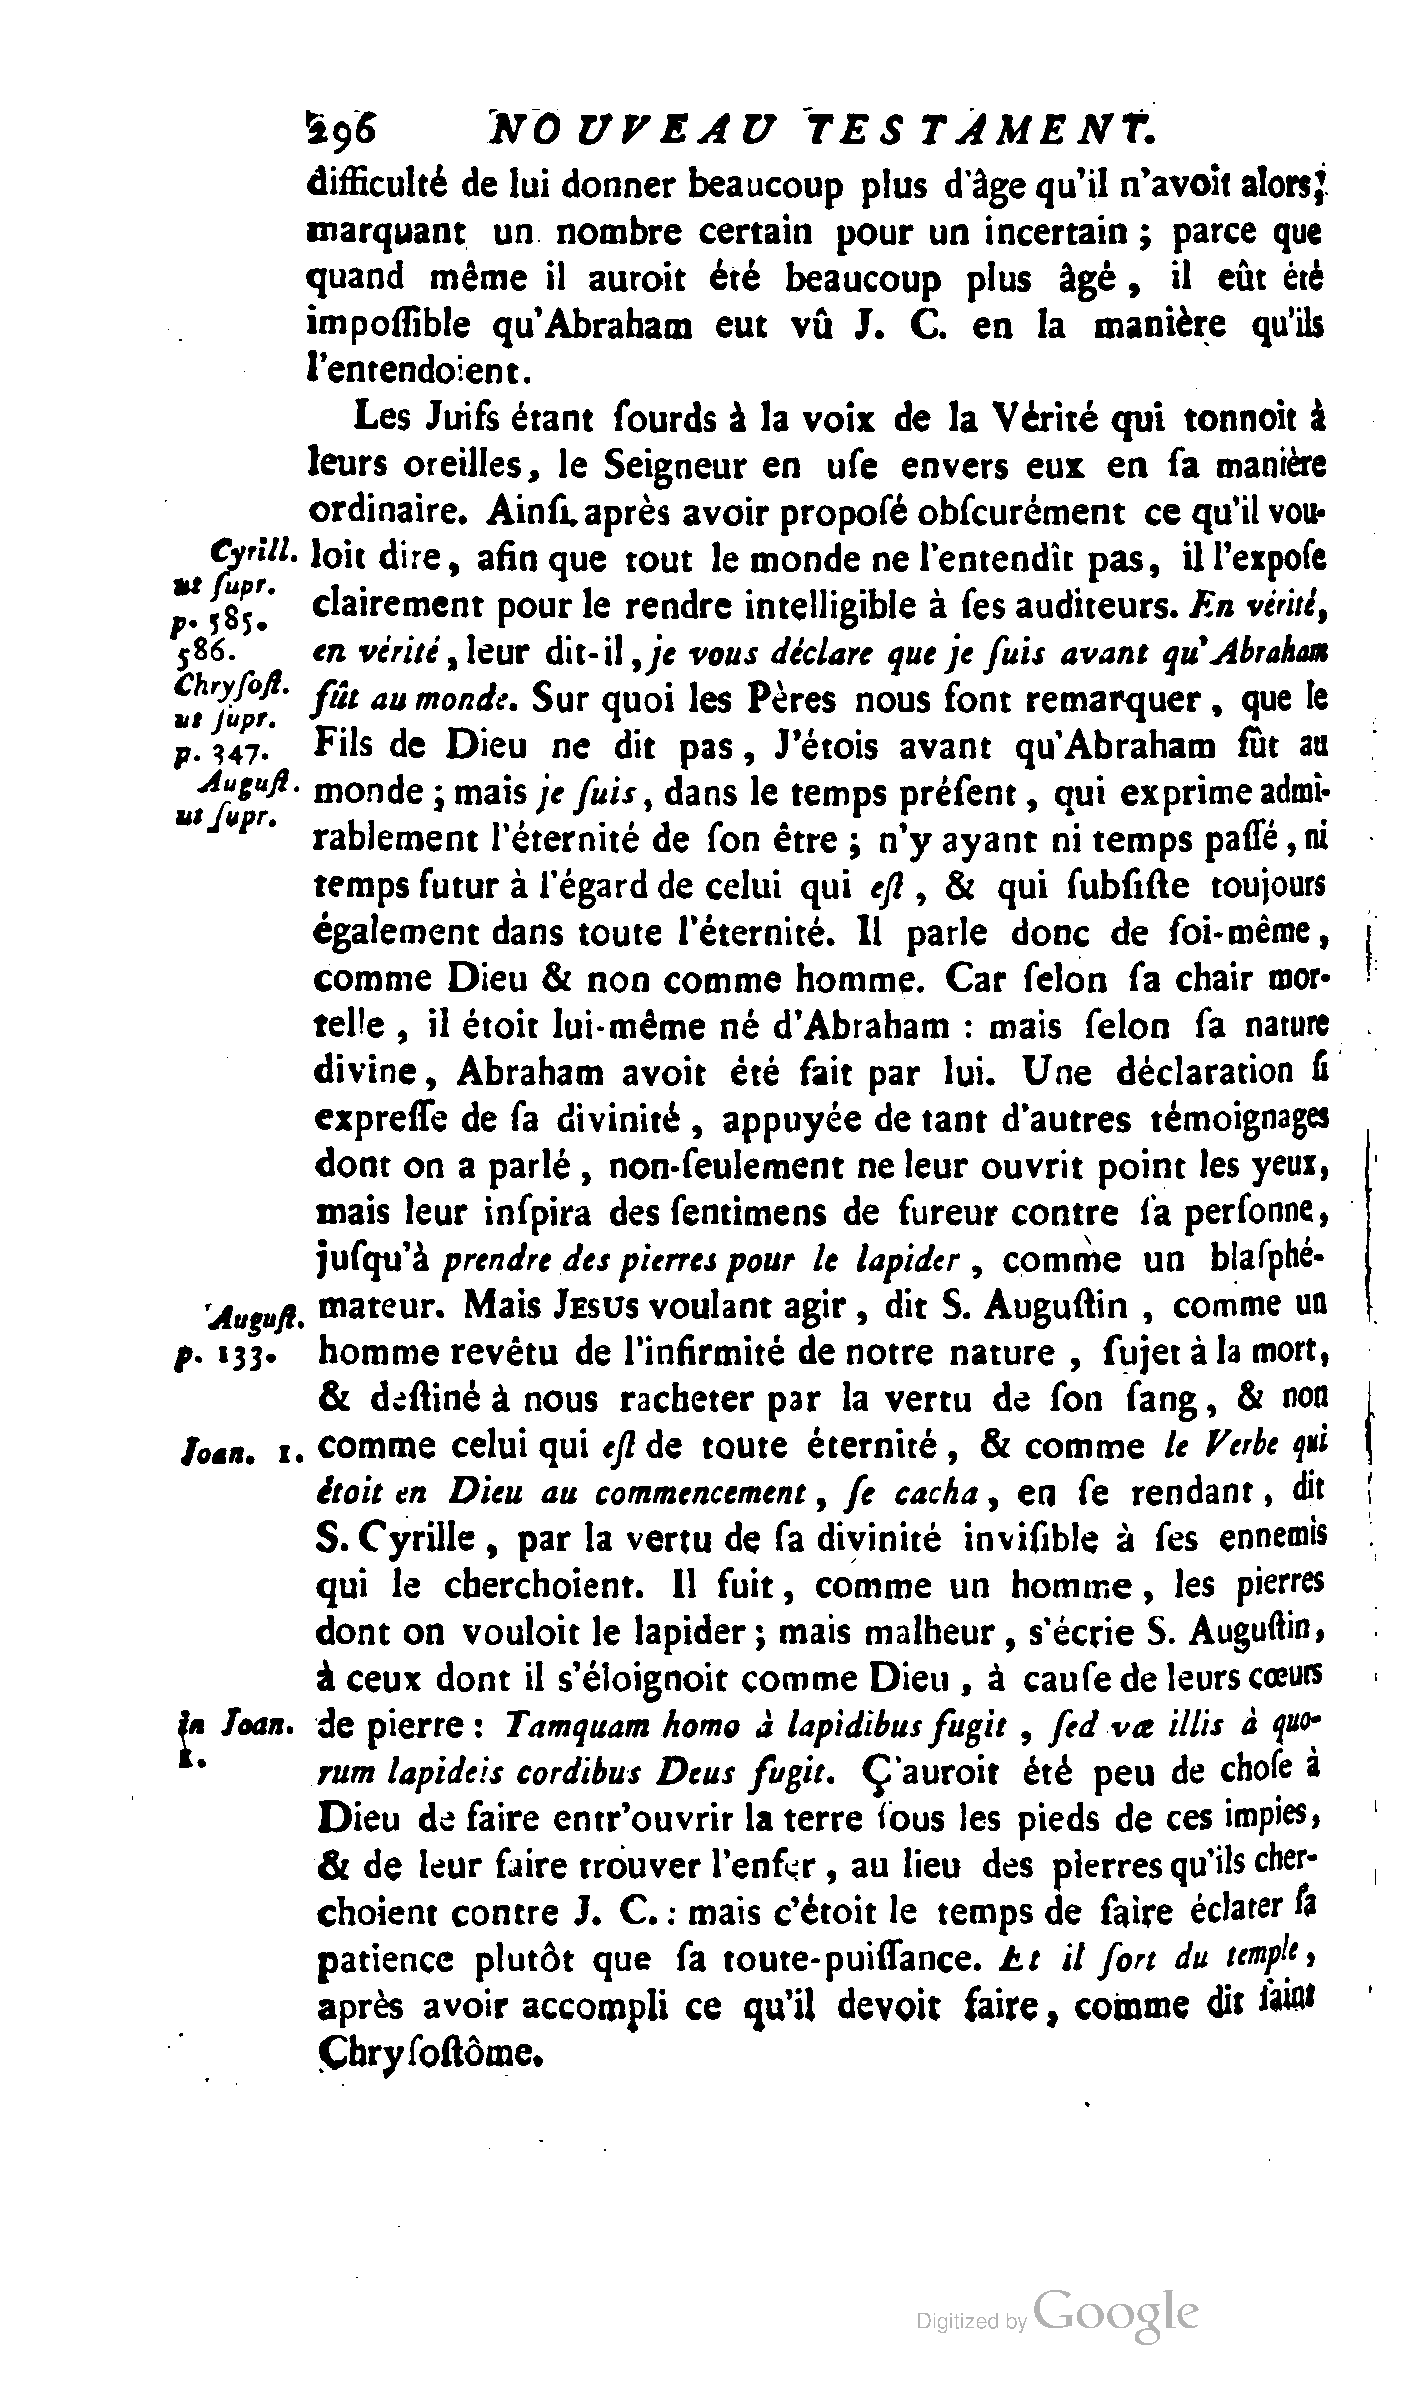 296 NOUVEAU TESTAMENT.
difficulté de lui donner beaucoup plus d'âge qu'il n'avoit alors;
marquant un nombre certain pour un incertain ; parce que
quand même il auroit été beaucoup plus âgé, il eût été
impoſſible qu'Abraham eut vû J. C. en la manière qu'ils
l'entendoient.
Les Juifs étant ſourds à la voix de la Vérité qui tonnoit à
leurs oreilles, le Seigneur en uſe envers eux en ſa manière
ordinaire. Ainſi, après avoir propoſé obſcurément ce qu'il vou-
Cyrill. loit dire, afin que tout le monde ne l'entendît pas, il l'expoſe
ut ſupr.
clairement pour le rendre intelligible à ſes auditeurs. En vérité,
p. 585.
586. en vérité, leur dit-il, je vous déclare que je ſuis avant qu'Abraham
Chryſoſt. fût au monde. Sur quoi les Pères nous font remarquer, que le
ut ſupr.
p. 347. Fils de Dieu ne dit pas, J'étois avant qu'Abraham fût au
Auguſt. monde ; mais je ſuis, dans le temps préſent, qui exprime admi-
ut ſupr.
rablement l'éternité de ſon être ; n'y ayant ni temps paſſé, ni
temps futur à l'égard de celui qui eſt, & qui ſubſiſte toujours
également dans toute l'éternité. Il parle donc de ſoi-même,
comme Dieu & non comme homme. Car ſelon ſa chair mor-
telle, il étoit lui-même né d'Abraham : mais ſelon ſa nature
divine, Abraham avoit été fait par lui. Une déclaration ſi
expreſſe de ſa divinité, appuyée de tant d'autres témoignages
dont on a parlé, non-ſeulement ne leur ouvrit point les yeux,
mais leur inſpira des ſentimens de fureur contre ſa perſonne,
juſqu'à prendre des pierres pour le lapider, comme un blaſphé-
Auguſt. mateur. Mais JESUS voulant agir, dit S. Auguſtin, comme un
p. 133. homme revêtu de l'infirmité de notre nature, ſujet à la mort,
& deſtiné à nous racheter par la vertu de ſon ſang, & non
Joan. 1. comme celui qui eſt de toute éternité, & comme le Verbe qui
étoit en Dieu au commencement, ſe cacha, en ſe rendant, dit
S. Cyrille, par la vertu de ſa divinité inviſible à ſes ennemis
qui le cherchoient. Il fuit, comme un homme, les pierres
dont on vouloit le lapider ; mais malheur, s'écrie S. Auguſtin,
à ceux dont il s'éloignoit comme Dieu, à cauſe de leurs cœurs
in Joan. de pierre : Tamquam homo à lapidibus fugit, ſed væ illis à quo-
1. rum lapideis cordibus Deus fugit. Ç'auroit été peu de choſe à
Dieu de faire entr'ouvrir la terre ſous les pieds de ces impies,
& de leur faire trouver l'enfer, au lieu des pierres qu'ils cher-
choient contre J. C. : mais c'étoit le temps de faire éclater ſa
patience plutôt que ſa toute-puiſſance. Et il ſort du temple,
après avoir accompli ce qu'il devoit faire, comme dit ſaint
Chryſoſtôme.
Digitized by Google